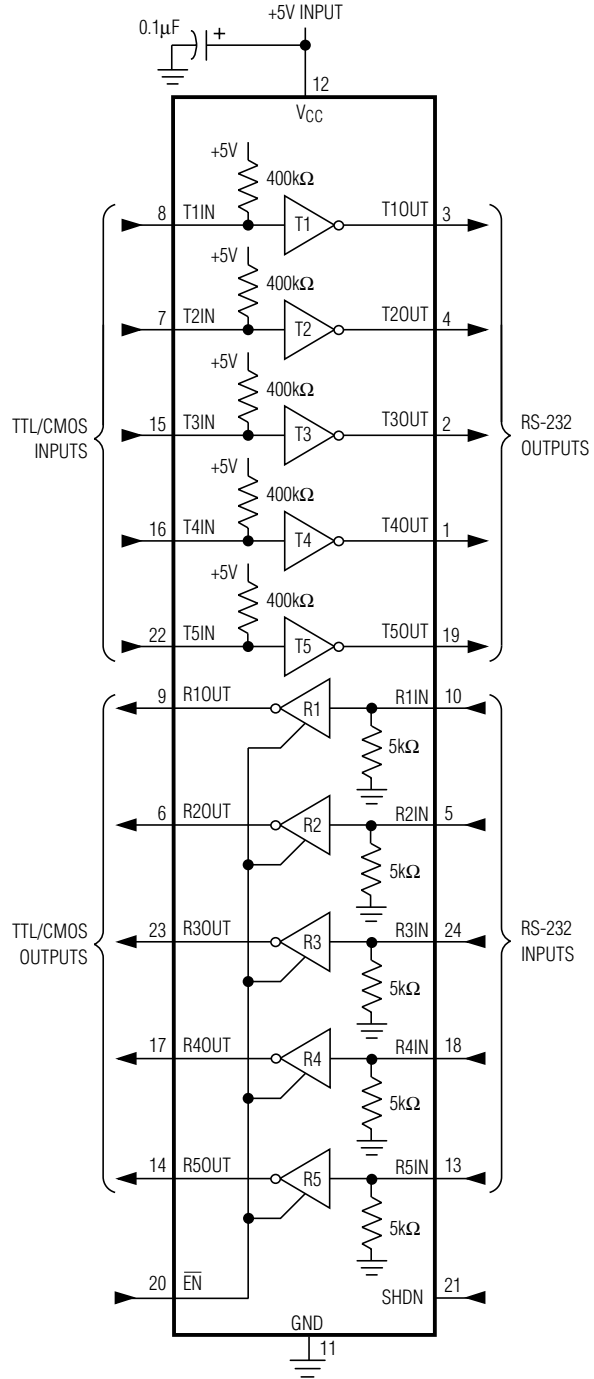 +5V INPUT
0.1μF
+
12
VCC
+5V
400kΩ
8 T1IN T1 T1OUT 3
+5V
400kΩ
7 T2IN T2 T2OUT 4
+5V
400kΩ
TTL/CMOS
INPUTS
15 T3IN T3 T3OUT 2
RS-232
OUTPUTS
+5V
400kΩ
16 T4IN T4 T4OUT 1
+5V
400kΩ
22 T5IN T5 T5OUT 19
9 R1OUT R1 R1IN 10
5kΩ
6 R2OUT R2 R2IN 5
5kΩ
TTL/CMOS
OUTPUTS
23 R3OUT R3 R3IN 24
RS-232
INPUTS
5kΩ
17 R4OUT R4 R4IN 18
5kΩ
14 R5OUT R5 R5IN 13
5kΩ
20 E̅N̅ SHDN 21
GND
11